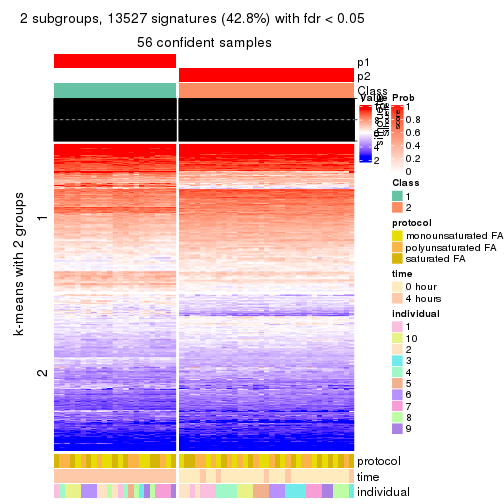 2 subgroups, 13527 signatures (42.8%) with fdr < 0.05
56 confident samples
p1
p2
Class
k-means with 2 groups
1
2
protocol
time
individual
Value
2
Prob
1
0.8
0.6
0.4
0.2
0
Class
1
2
protocol
monounsaturated FA
polyunsaturated FA
saturated FA
time
0 hour
4 hours
individual
1
10
2
3
4
5
6
7
8
9